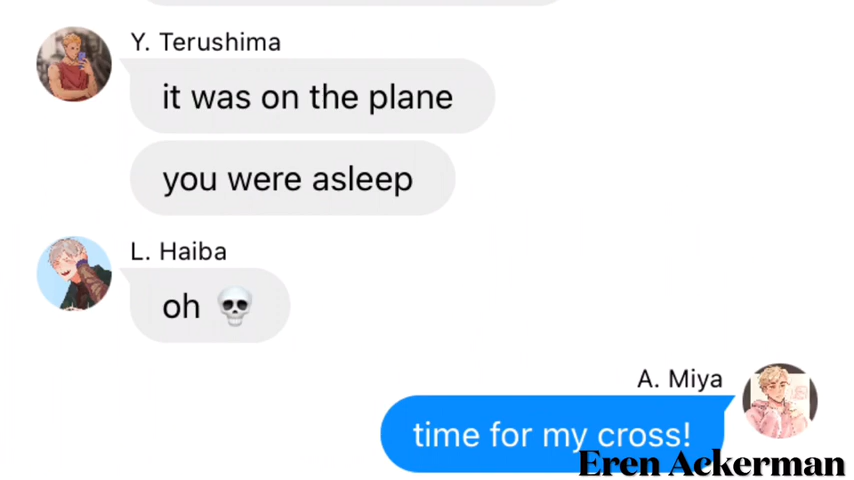 Y. Terushima
it was on the plane
you were asleep
L. Haiba
oh 💀
A. Miya
time for my cross!
Eren Ackerman